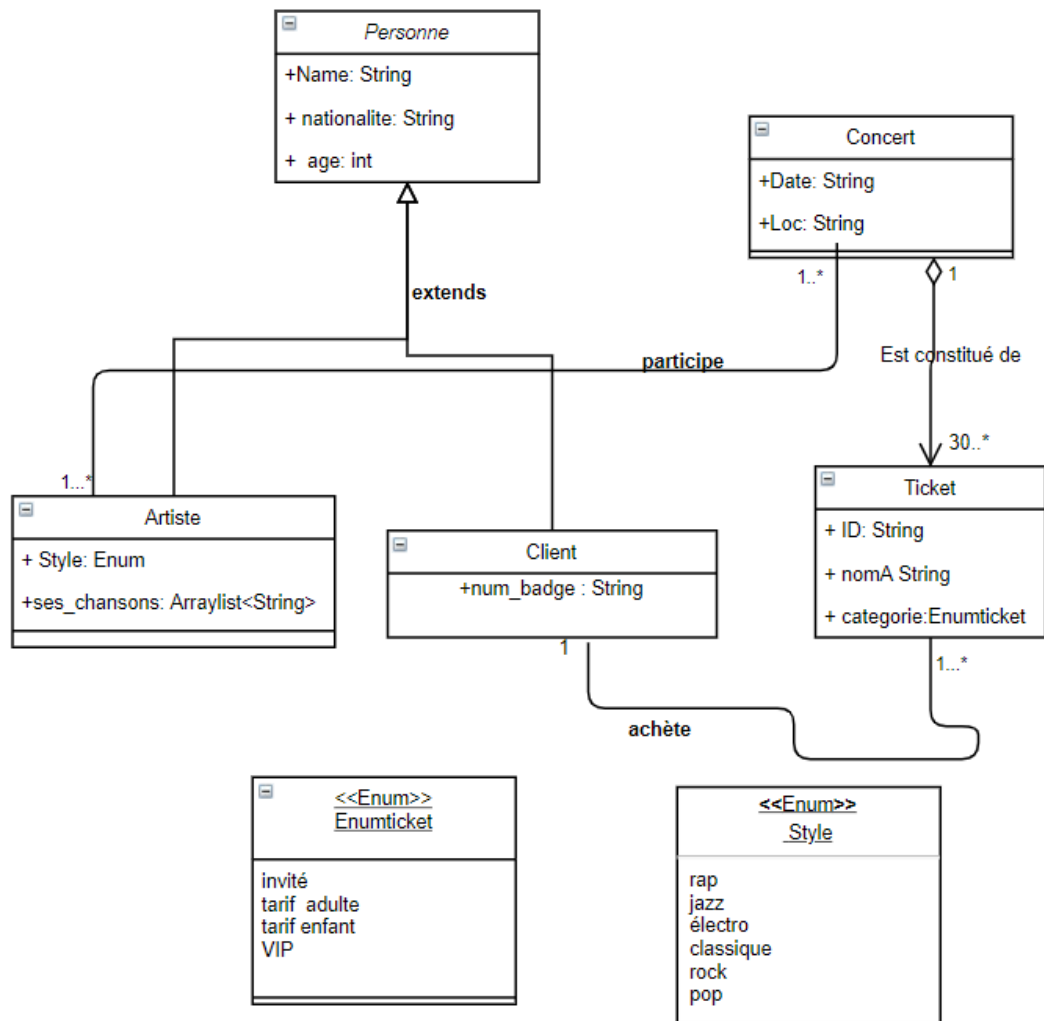 Personne
+Name: String
+ nationalite: String
+ age: int
Concert
+Date: String
+Loc: String
1..*
1
extends
participe
Est constitué de
1...*
30..*
Artiste
+ Style: Enum
+ses_chansons: Arraylist<String>
Client
+num_badge : String
1
Ticket
+ ID: String
+ nomA String
+ categorie:Enumticket
1...*
achète
<<Enum>>
Enumticket
invité
tarif adulte
tarif enfant
VIP
<<Enum>>
Style
rap
jazz
électro
classique
rock
pop